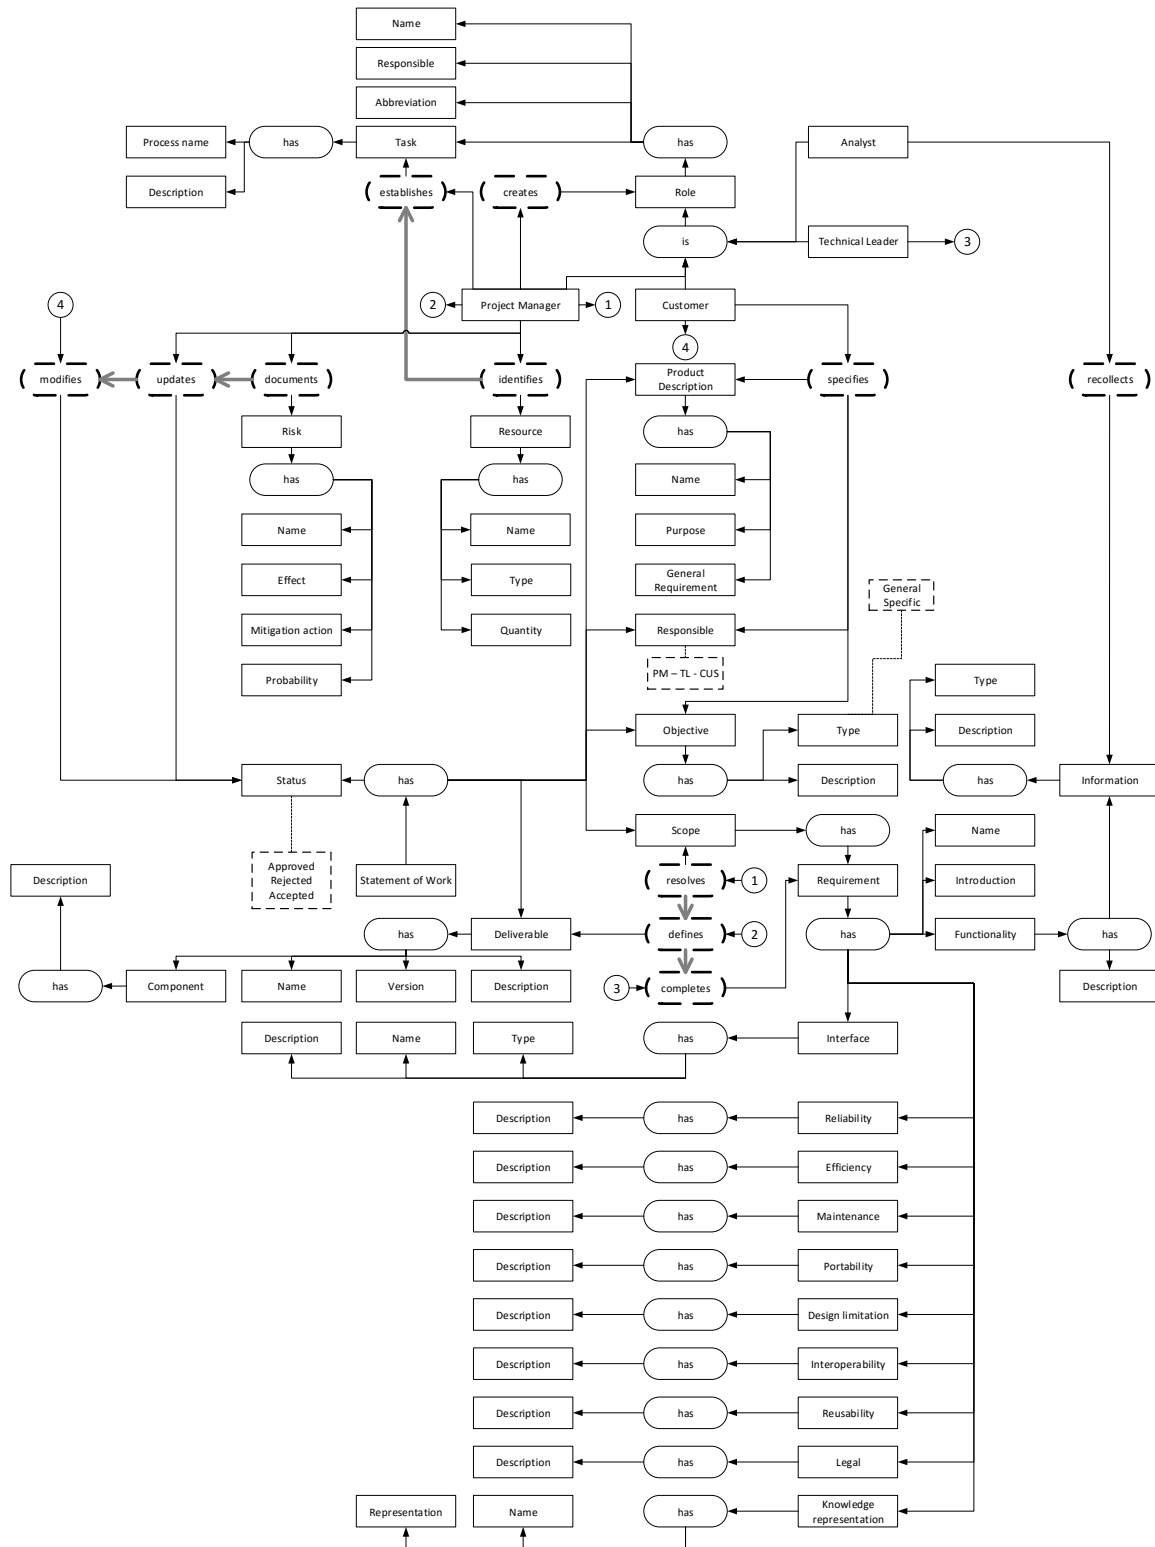 Name
Responsible
Abbreviation
Process name
has
Task
has
Analyst
Description
establishes
creates
Role
is
Technical Leader
3
4
2
Project Manager
1
Customer
4
modifies
updates
documents
identifies
Product
Description
specifies
recollects
Risk
Resource
has
has
has
Name
Name
Name
Effect
Type
Purpose
General
Requirement
General
Specific
Mitigation action
Quantity
Responsible
Probability
PM – TL - CUS
Type
Objective
Type
Description
Status
has
has
Description
has
Information
Scope
has
Name
Approved
Rejected
Accepted
Description
Statement of Work
resolves
1
Requirement
Introduction
has
Deliverable
defines
2
has
Functionality
has
has
Component
Name
Version
Description
3
completes
Description
Description
Name
Type
has
Interface
Description
has
Reliability
Description
has
Efficiency
Description
has
Maintenance
Description
has
Portability
Description
has
Design limitation
Description
has
Interoperability
Description
has
Reusability
Description
has
Legal
Representation
Name
has
Knowledge
representation